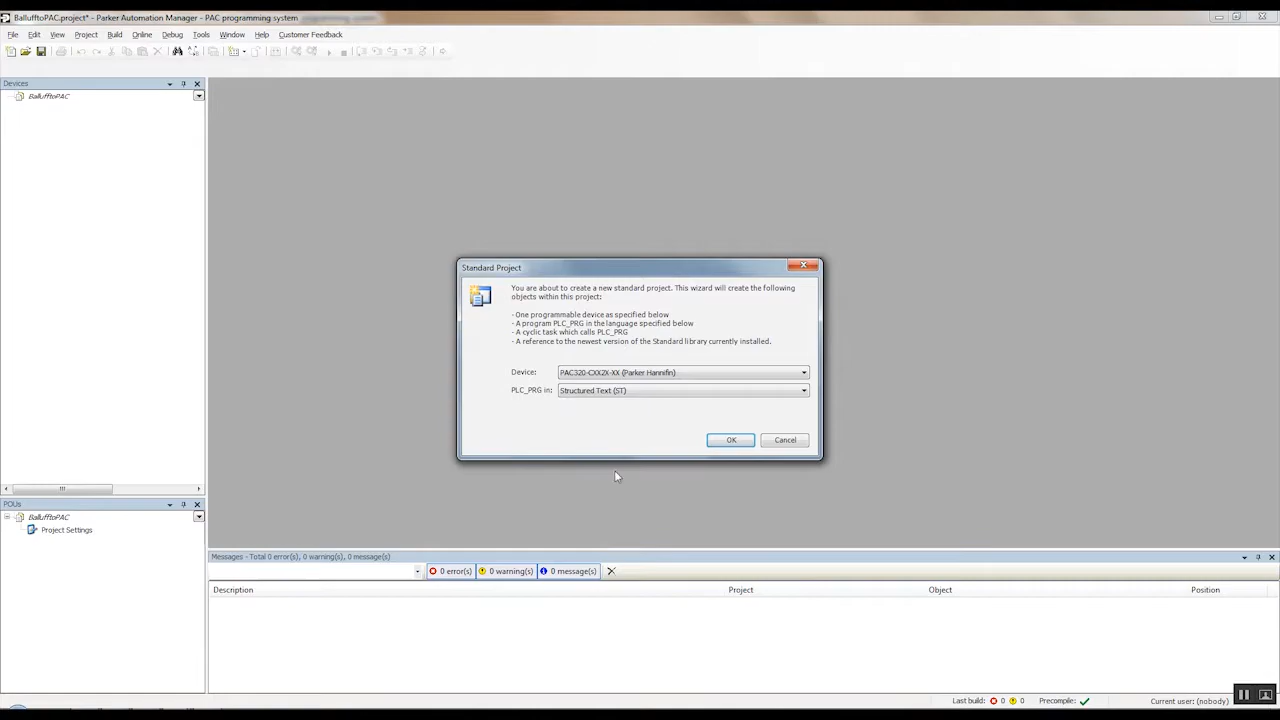 BallufftoPAC.project* - Parker Automation Manager - PAC programming system
File Edit View Project Build Online Debug Tools Window Help Customer Feedback
Devices
BallufftoPAC
Standard Project
You are about to create a new standard project. This wizard will create the following
objects within this project:
- One programmable device as specified below
- A program PLC_PRG in the language specified below
- A cyclic task which calls PLC_PRG
- A reference to the newest version of the Standard library currently installed.
Device: PAC320-CXX2X-XX (Parker Hannifin)
PLC_PRG in: Structured Text (ST)
OK Cancel
POUs
BallufftoPAC
Project Settings
Messages - Total 0 error(s), 0 warning(s), 0 message(s)
0 error(s) 0 warning(s) 0 message(s)
Description Project Object Position
Last build: 0 0 Precompile: Current user: (nobody)